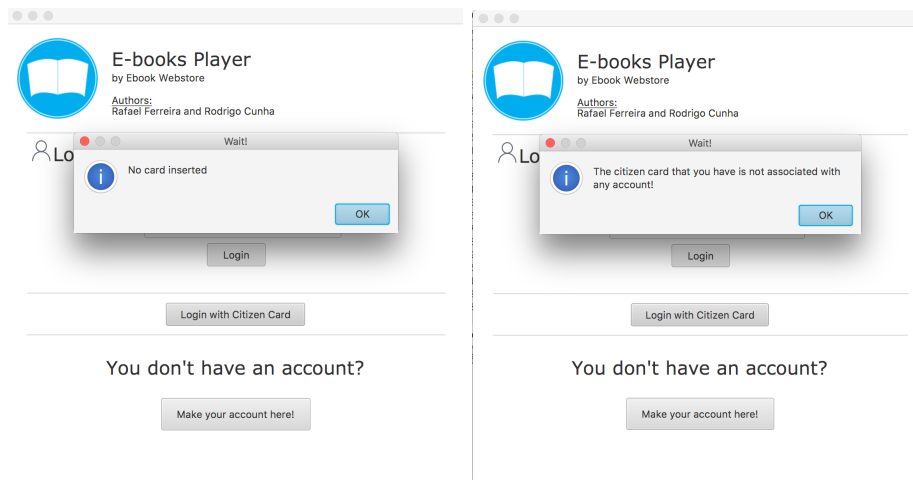 E-books Player
by Ebook Webstore
Authors:
Rafael Ferreira and Rodrigo Cunha
Wait!
Lo
No card inserted
OK
Login
Login with Citizen Card
You don't have an account?
Make your account here!
E-books Player
by Ebook Webstore
Authors:
Rafael Ferreira and Rodrigo Cunha
Wait!
Lo
The citizen card that you have is not associated with
any account!
OK
Login
Login with Citizen Card
You don't have an account?
Make your account here!